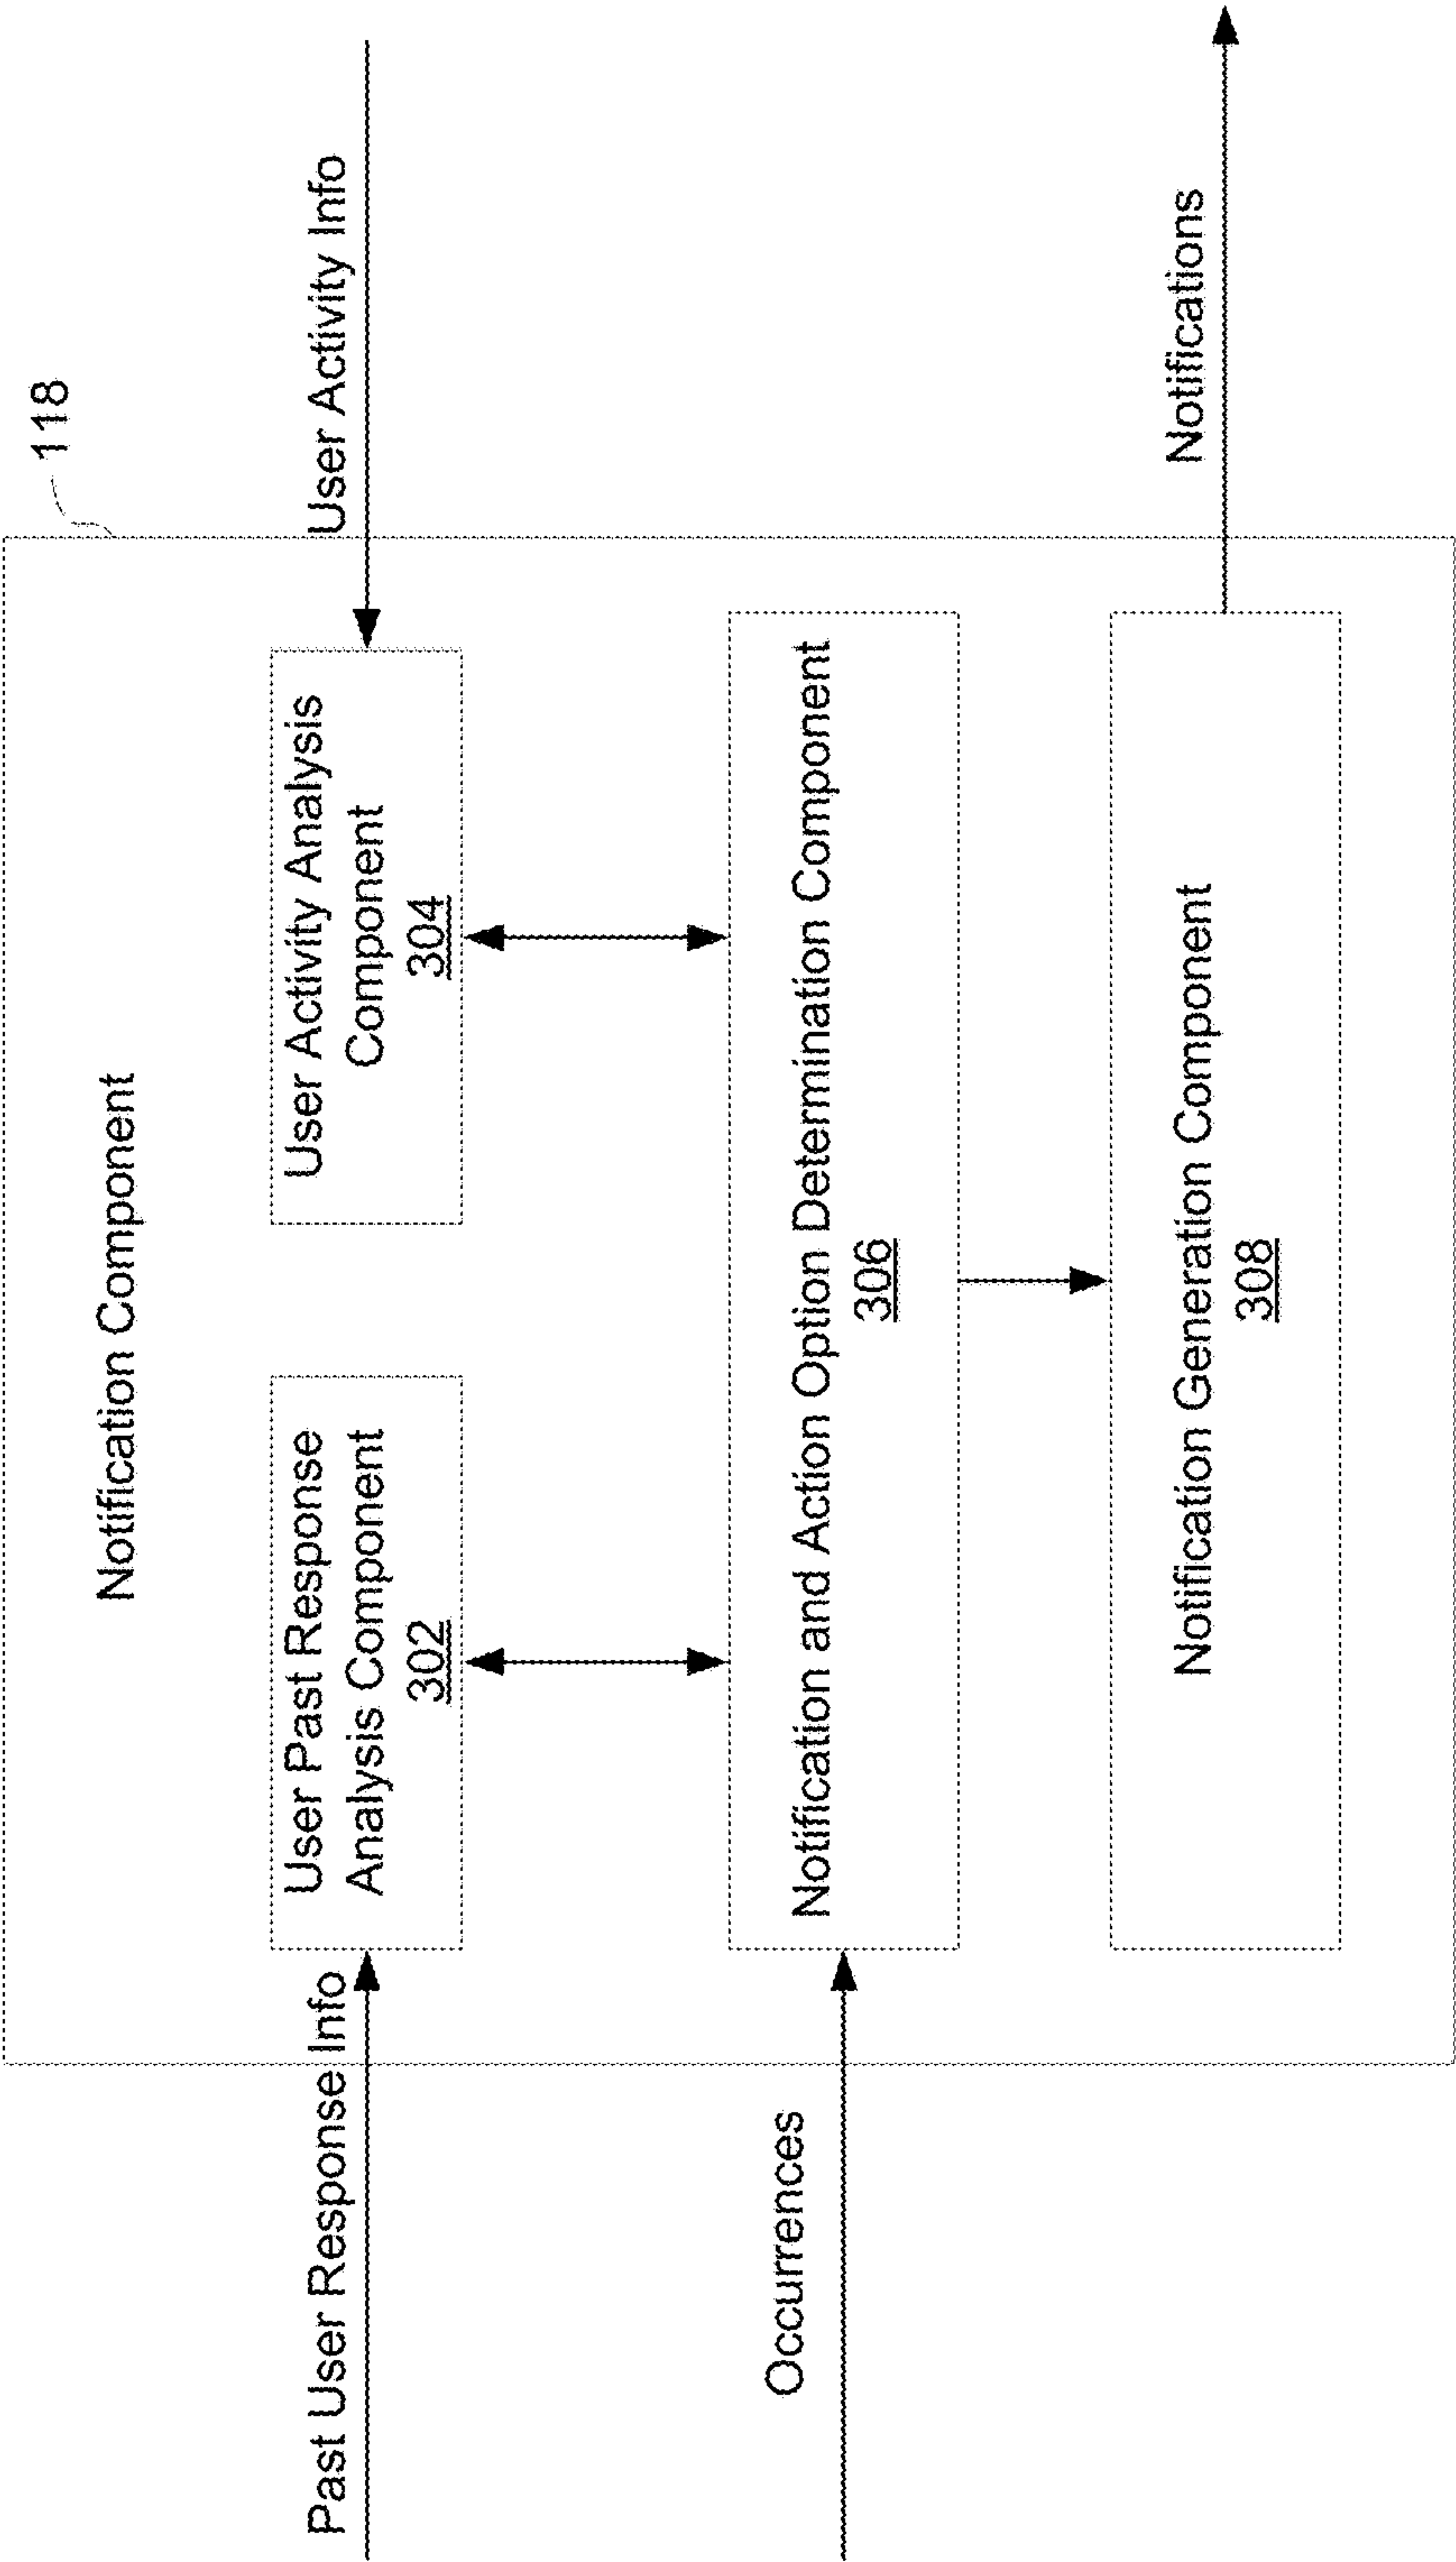 118
Notification Component
Past User Response Info
User Past Response
Analysis Component
302
User Activity Analysis
Component
304
User Activity Info
Occurrences
Notification and Action Option Determination Component
306
Notification Generation Component
308
Notifications